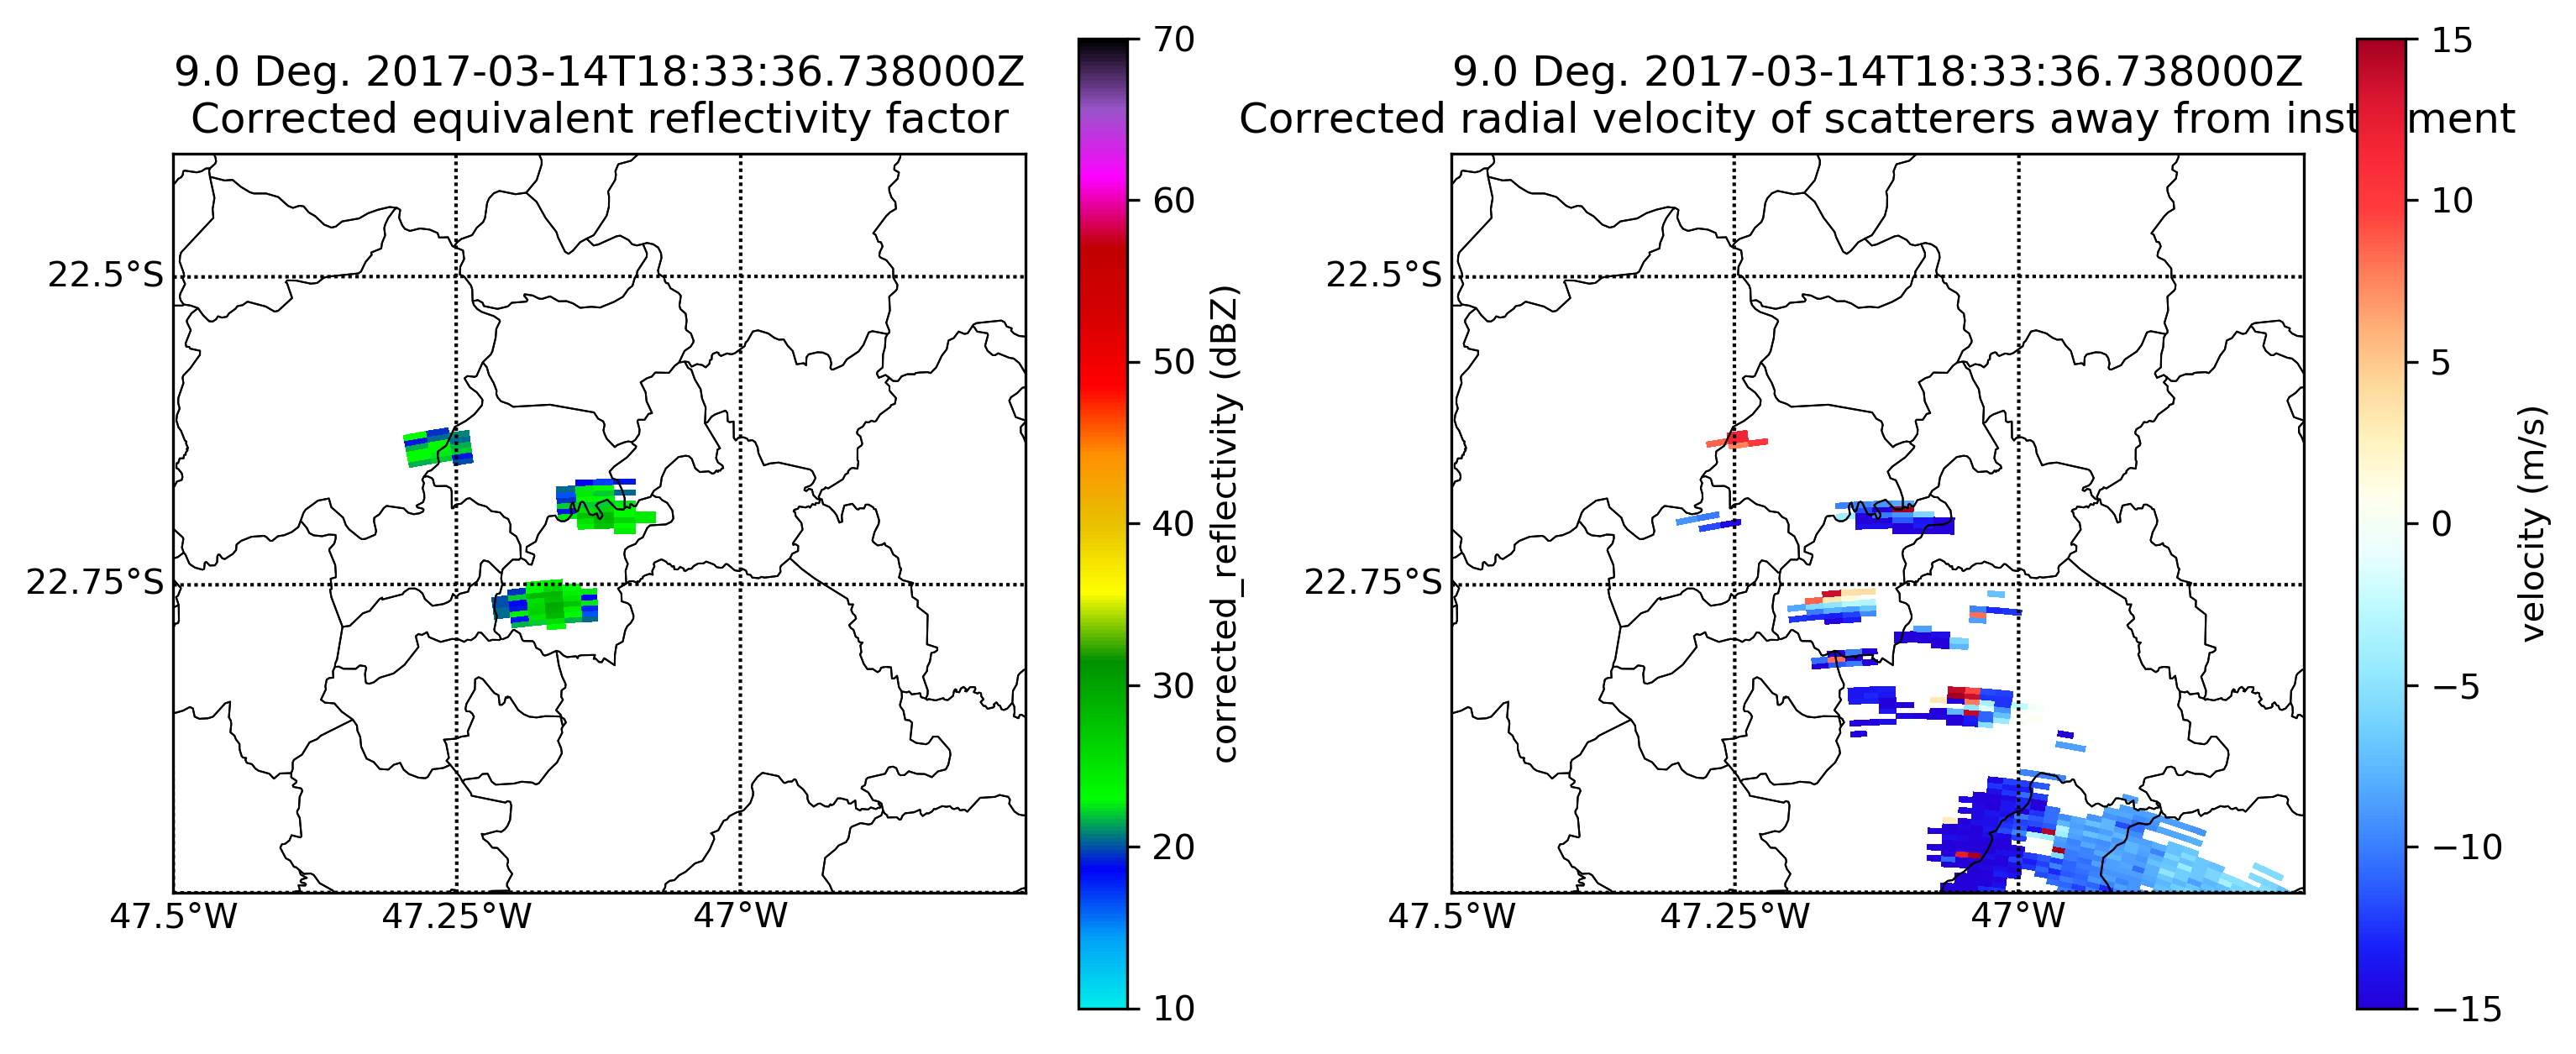 9.0 Deg. 2017-03-14T18:33:36.738000Z
Corrected equivalent reflectivity factor
22.5°S
22.75°S
47.5°W
47.25°W
47°W
70
60
50
40
30
20
10
corrected_reflectivity (dBZ)
9.0 Deg. 2017-03-14T18:33:36.738000Z
Corrected radial velocity of scatterers away from inst ment
22.5°S
22.75°S
47.5°W
47.25°W
47°W
15
10
5
0
−5
−10
−15
velocity (m/s)